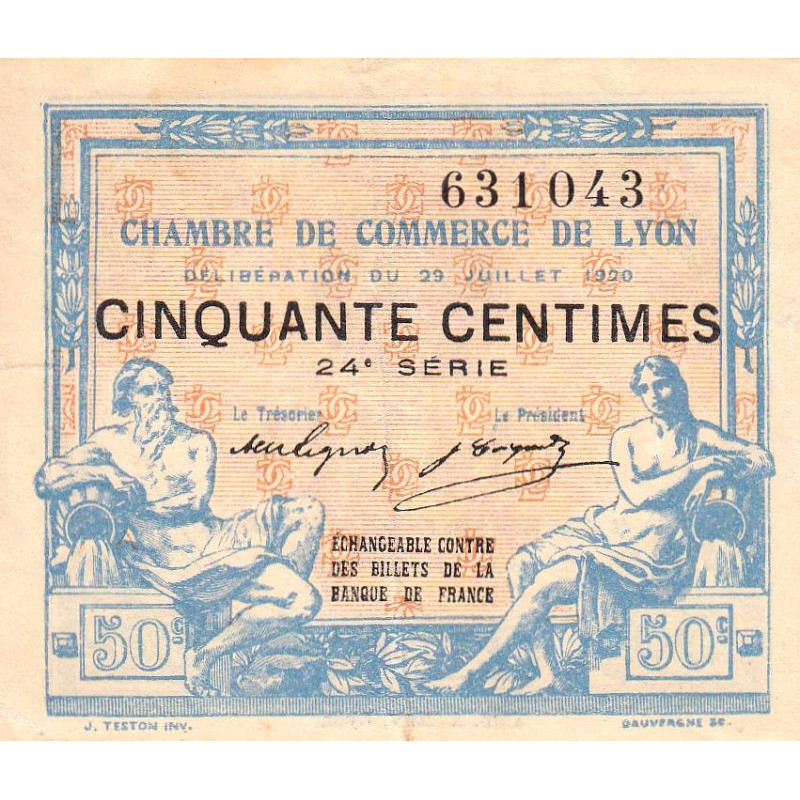 631043
CHAMBRE DE COMMERCE DE LYON
DÉLIBÉRATION DU 29 JUILLET 1920
CINQUANTE CENTIMES
24e SÉRIE
Le Trésorier Le Président
ÉCHANGEABLE CONTRE
DES BILLETS DE LA
BANQUE DE FRANCE
50c 50c
J. TESTON INV. DAUVERGNE SC.